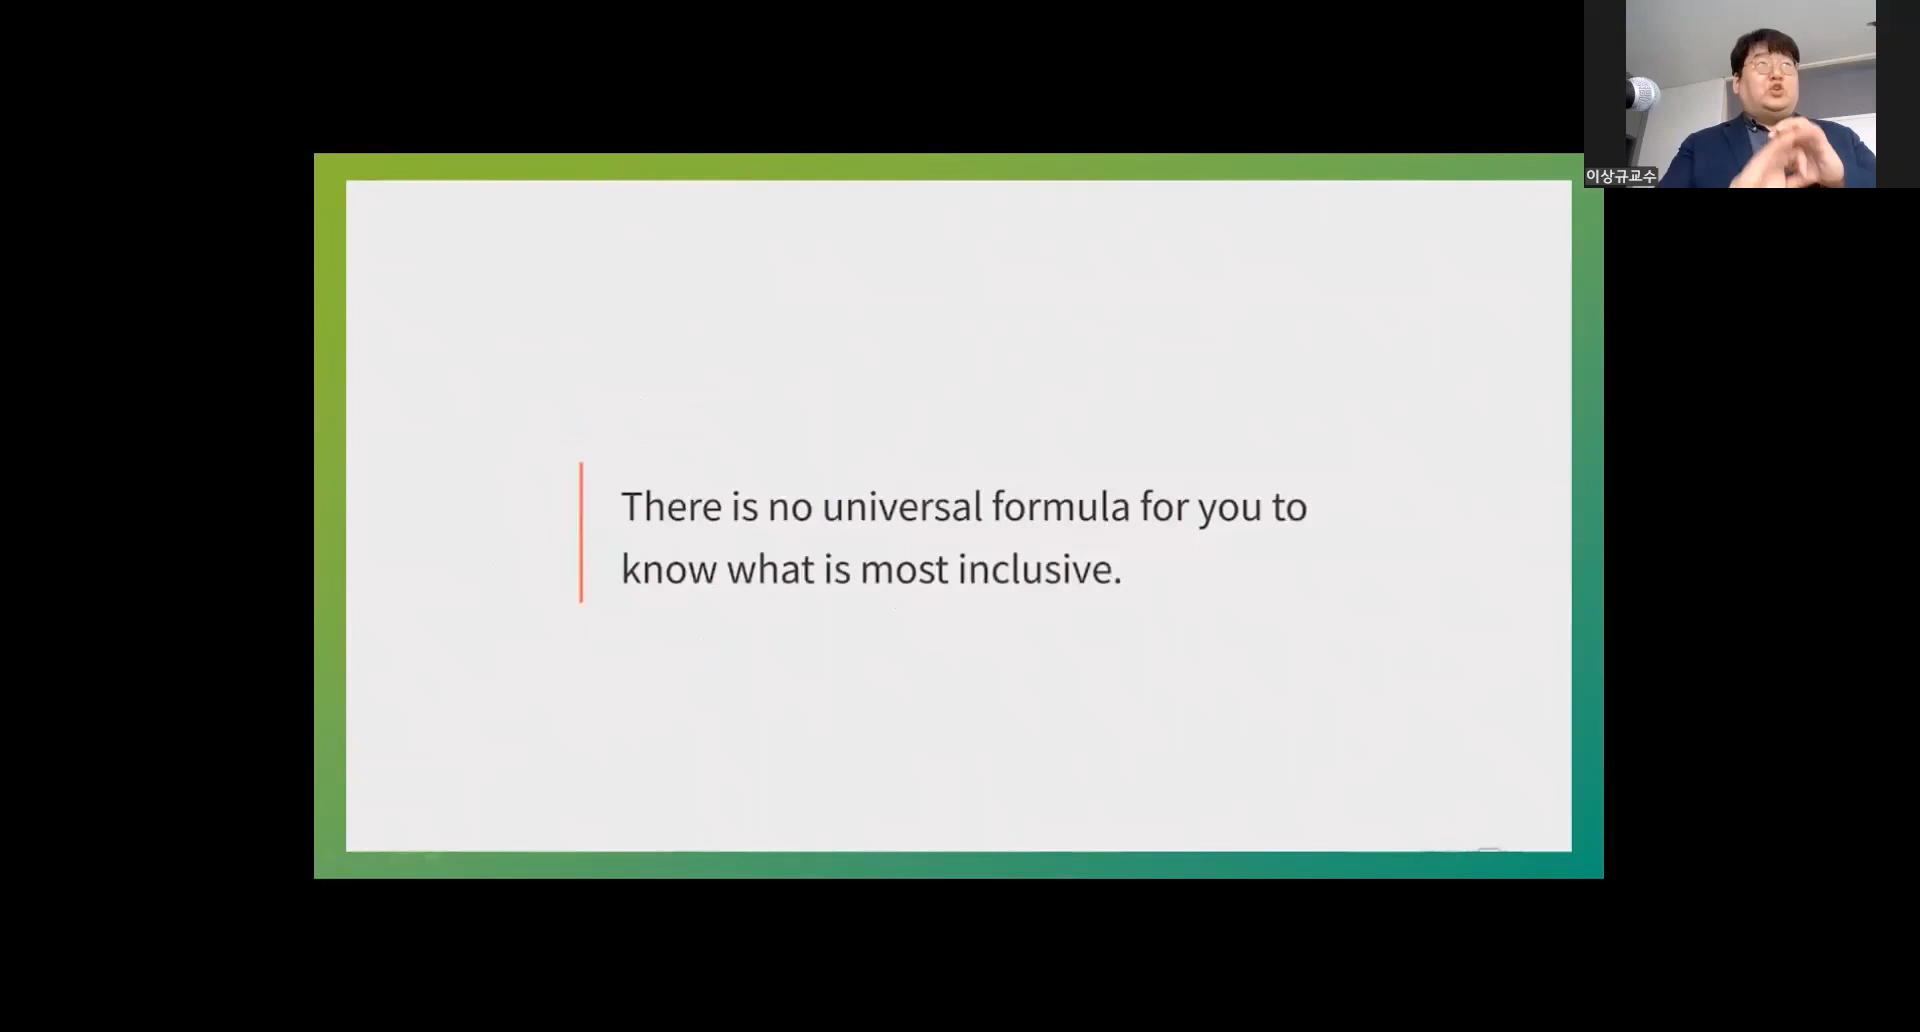 이상규교수
There is no universal formula for you to
know what is most inclusive.